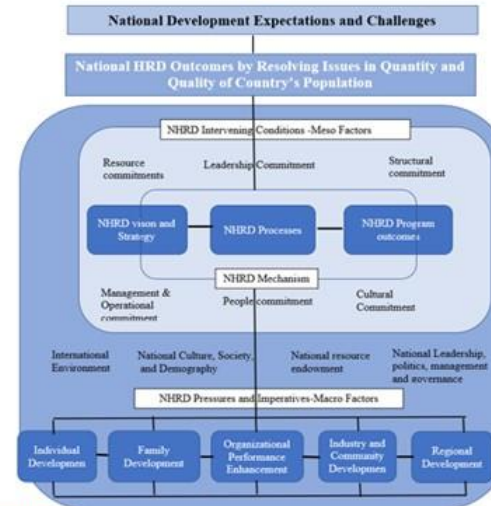 National Development Expectations and Challenges
National HRD Outcomes by Resolving Issues in Quantity and
Quality of Country's Population
NHRD Intervening Conditions -Meso Factors
Resource
commitments
Leadership Commitment
Structural
commitment
NHRD vison and
Strategy
NHRD Processes
NHRD Program
outcomes
NHRD Mechanism
Management &
Operational
commitment
People commitment
Cultural
Commitment
International
Environment
National Culture, Society,
and Demography
National resource
endowment
National Leadership,
politics, management
and governance
NHRD Pressures and Imperatives-Macro Factors
Individual
Developmen
Family
Development
Organizational
Performance
Enhancement
Industry and
Community
Developmen
Regional
Development